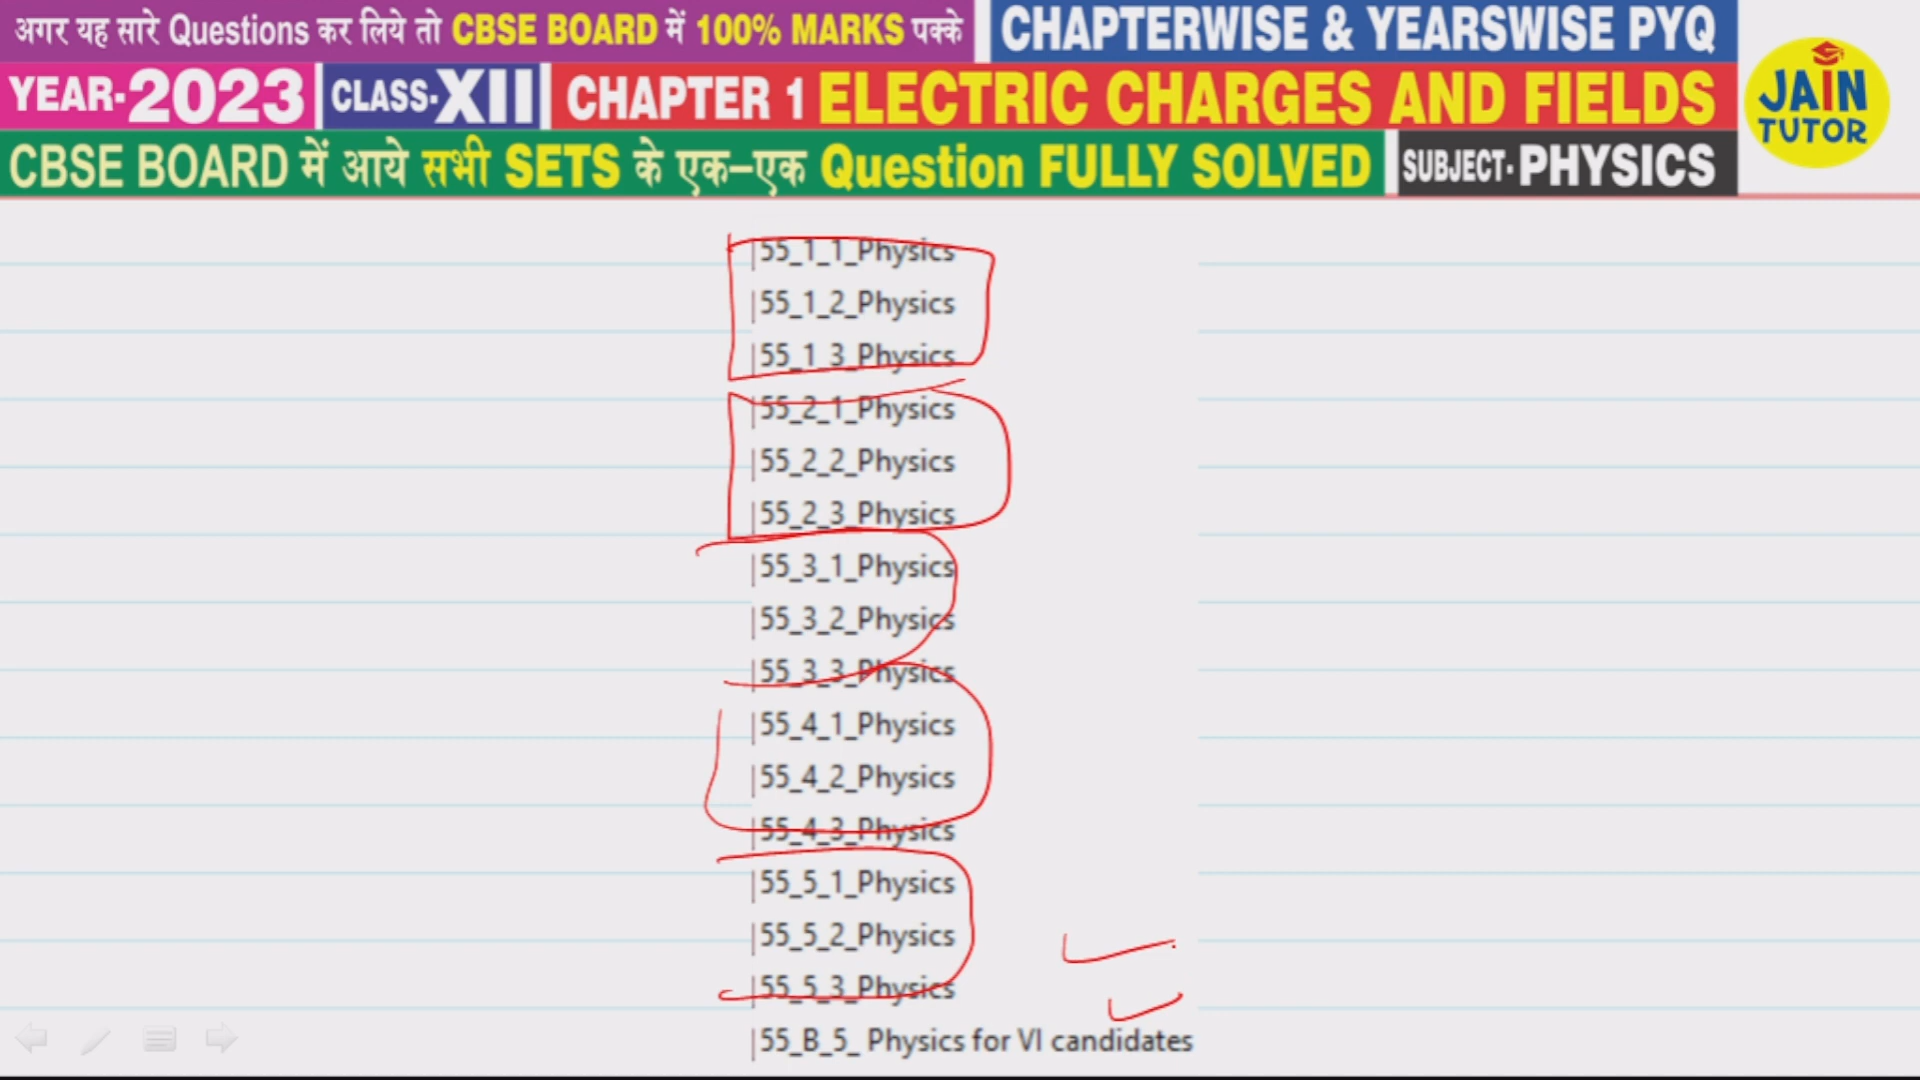 अगर यह सारे Questions कर लिये तो CBSE BOARD में 100% MARKS पक्के
CHAPTERWISE & YEARSWISE PYQ
YEAR-2023 CLASS-XII CHAPTER 1 ELECTRIC CHARGES AND FIELDS
JAIN TUTOR
CBSE BOARD में आये सभी SETS के एक-एक Question FULLY SOLVED
SUBJECT-PHYSICS
55_1_1_Physics
55_1_2_Physics
55_1_3_Physics
55_2_1_Physics
55_2_2_Physics
55_2_3_Physics
55_3_1_Physics
55_3_2_Physics
55_3_3_Physics
55_4_1_Physics
55_4_2_Physics
55_4_3_Physics
55_5_1_Physics
55_5_2_Physics
55_5_3_Physics
55_B_5_ Physics for VI candidates